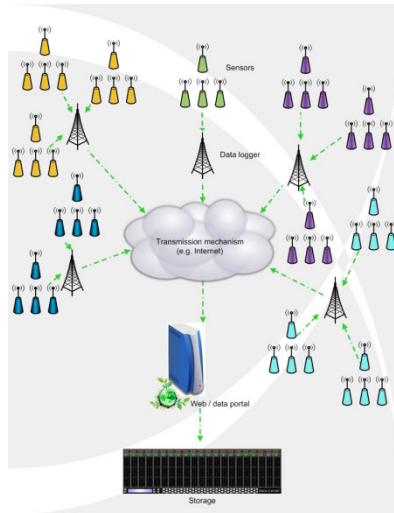 Sensors
Data logger
Transmission mechanism
(e.g. Internet)
Web / data portal
Storage